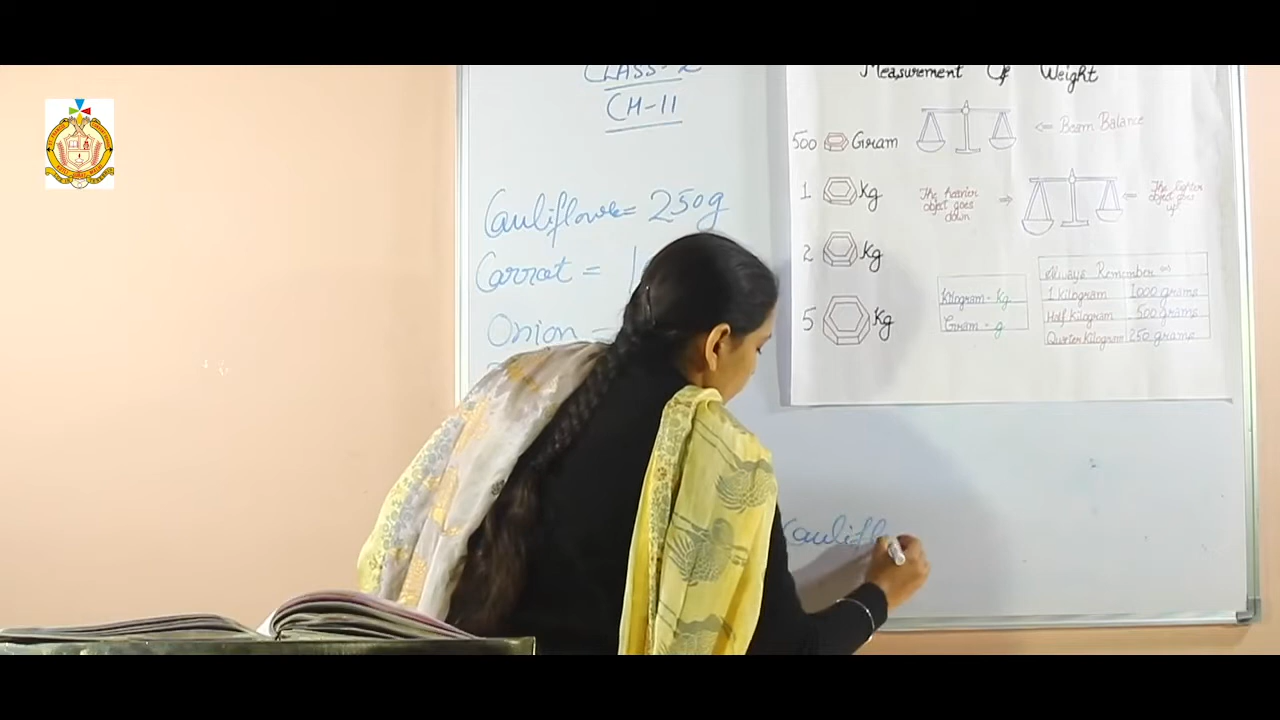 CLASS-2
CH-11
Cauliflower = 250g
Carrat =
Onion =
Caulifl
Measurement Of Weight
500 Gram
<= Beam Balance
1 Kg
The heavier
object goes
down
The lighter
object goes
up
2 Kg
5 Kg
Kilogram - Kg
Gram - g
Always Remember
1 kilogram 1000 grams
Half kilogram 500 grams
Qurter Kilogram 250 grams